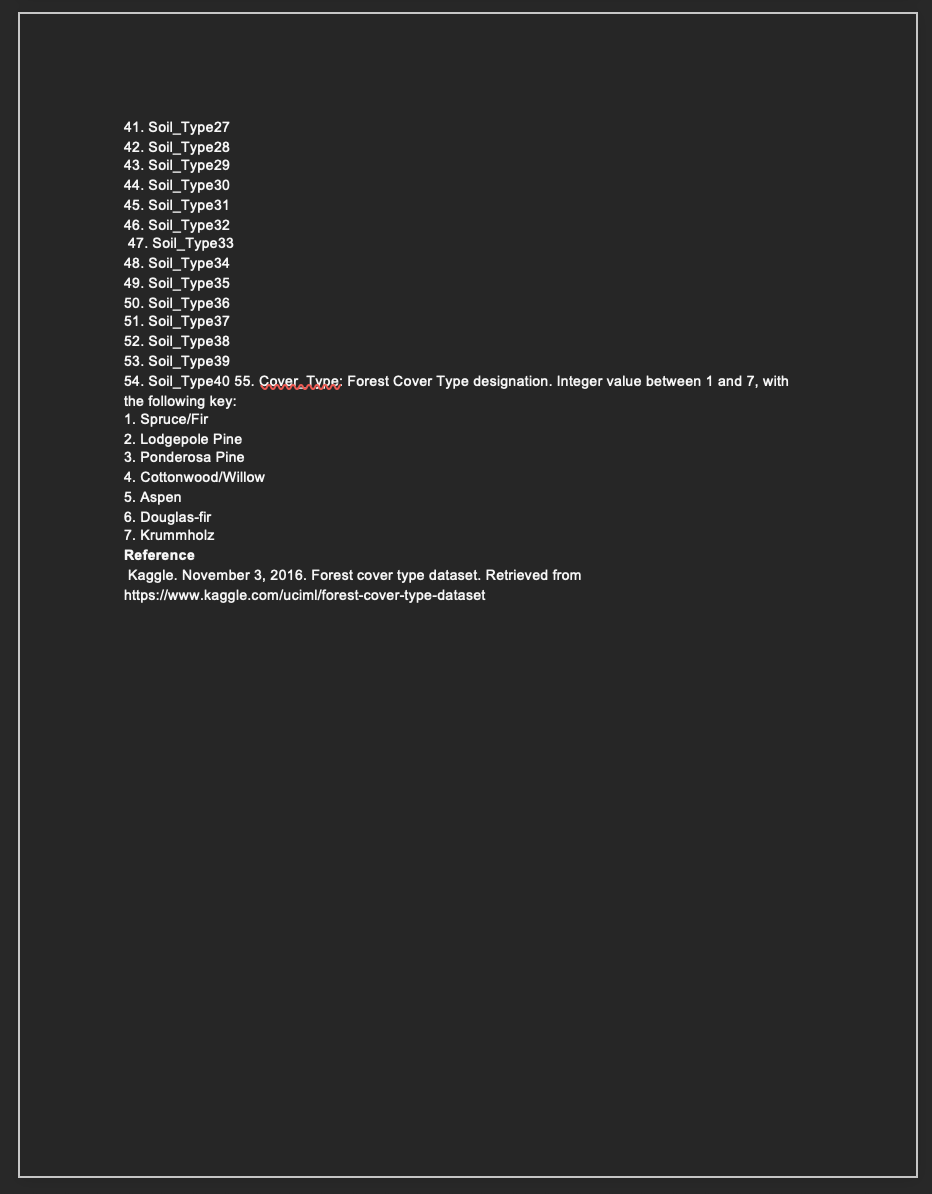 41. Soil_Type27
42. Soil_Type28
43. Soil_Type29
44. Soil_Type30
45. Soil_Type31
46. Soil_Type32
47. Soil_Type33
48. Soil_Type34
49. Soil_Type35
50. Soil_Type36
51. Soil_Type37
52. Soil_Type38
53. Soil_Type39
54. Soil_Type40 55. Cover_Type: Forest Cover Type designation. Integer value between 1 and 7, with
the following key:
1. Spruce/Fir
2. Lodgepole Pine
3. Ponderosa Pine
4. Cottonwood/Willow
5. Aspen
6. Douglas-fir
7. Krummholz
Reference
Kaggle. November 3, 2016. Forest cover type dataset. Retrieved from
https://www.kaggle.com/uciml/forest-cover-type-dataset